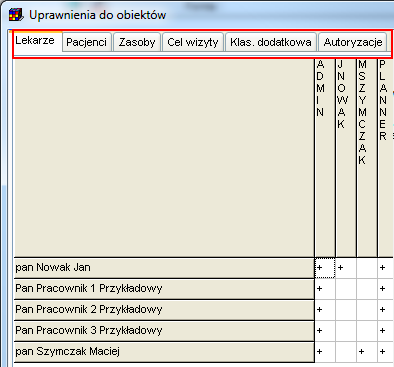 Uprawnienia do obiektów
Lekarze Pacjenci Zasoby Cel wizyty Klas. dodatkowa Autoryzacje
ADMIN JNOWAK MSZYMCZAK PLANNER
pan Nowak Jan + + +
Pan Pracownik 1 Przykładowy + +
Pan Pracownik 2 Przykładowy + +
Pan Pracownik 3 Przykładowy + +
pan Szymczak Maciej + + +